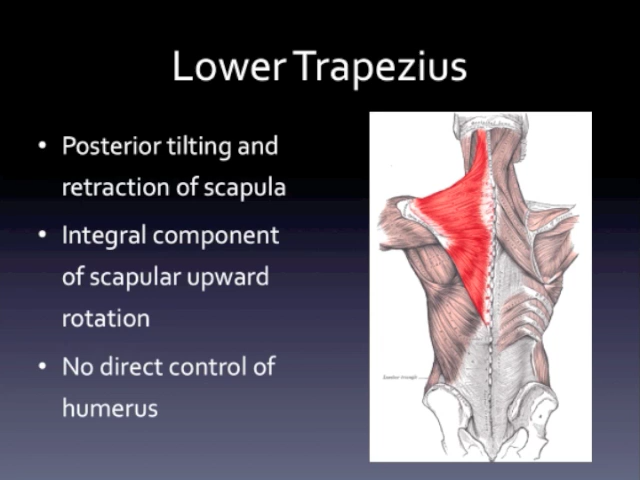 Lower Trapezius
• Posterior tilting and
retraction of scapula
• Integral component
of scapular upward
rotation
• No direct control of
humerus